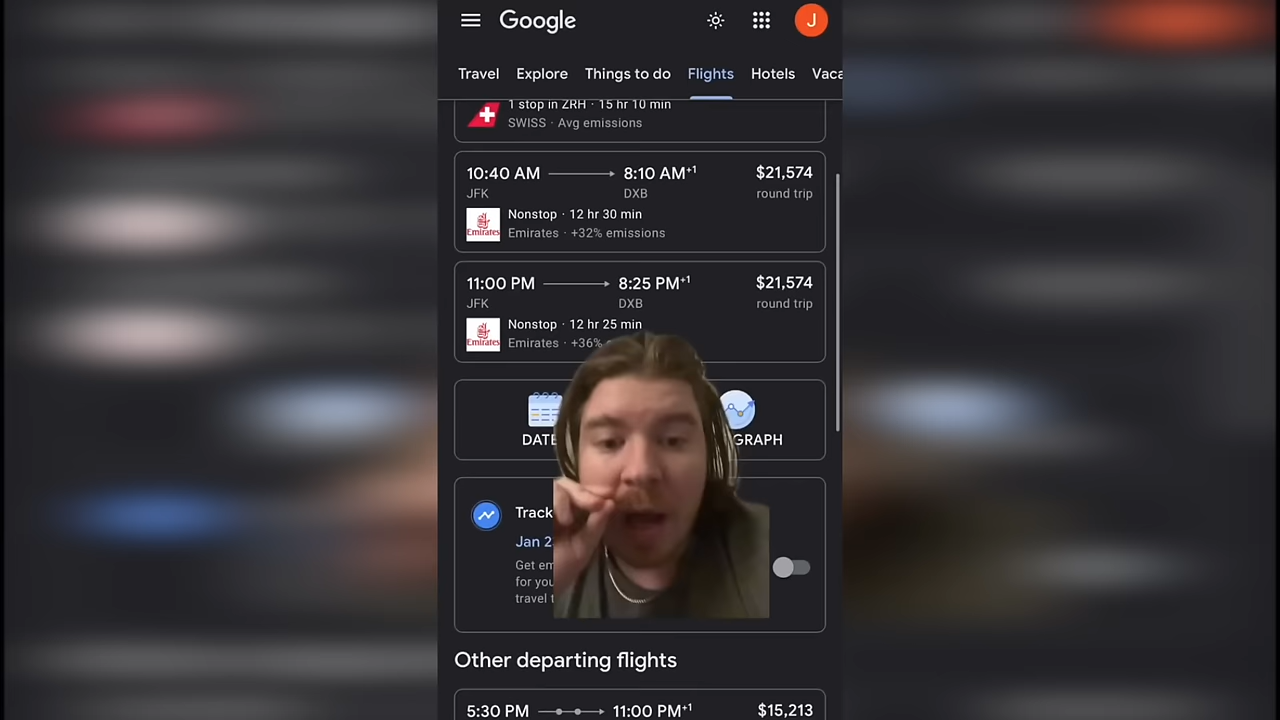 Google
J
Travel Explore Things to do Flights Hotels Vaca
1 stop in ZRH · 15 hr 10 min
SWISS · Avg emissions
10:40 AM 8:10 AM+1 $21,574
JFK DXB round trip
Nonstop · 12 hr 30 min
Emirates
Emirates · +32% emissions
11:00 PM 8:25 PM+1 $21,574
JFK DXB round trip
Nonstop · 12 hr 25 min
Emirates
Emirates · +36%
DATE GRAPH
Track
Jan 2
Get em
for you
travel t
Other departing flights
5:30 PM 11:00 PM+1 $15,213